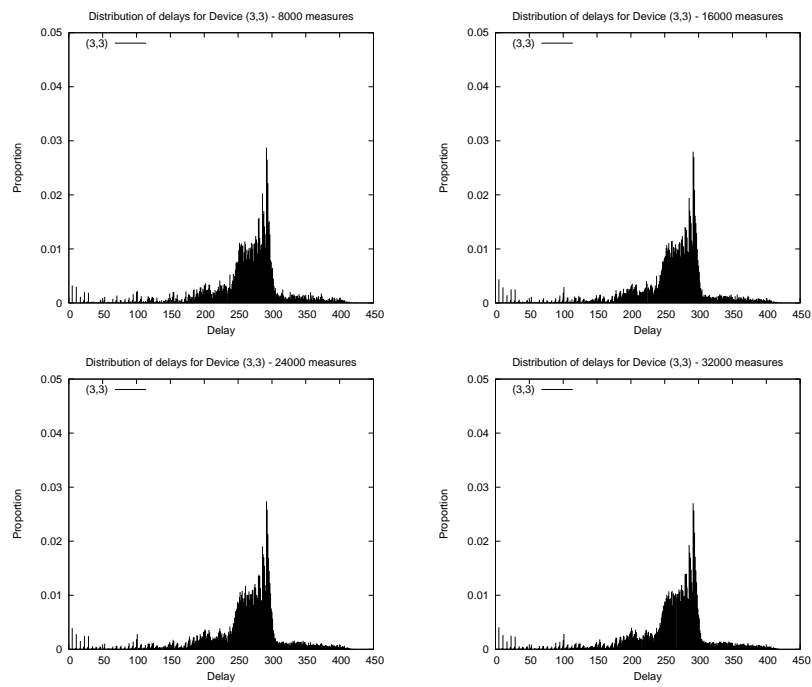 Distribution of delays for Device (3,3) - 8000 measures
0.05
(3,3)
0.04
0.03
Proportion
0.02
0.01
0
0 50 100 150 200 250 300 350 400 450
Delay
Distribution of delays for Device (3,3) - 16000 measures
0.05
(3,3)
0.04
0.03
Proportion
0.02
0.01
0
0 50 100 150 200 250 300 350 400 450
Delay
Distribution of delays for Device (3,3) - 24000 measures
0.05
(3,3)
0.04
0.03
Proportion
0.02
0.01
0
0 50 100 150 200 250 300 350 400 450
Delay
Distribution of delays for Device (3,3) - 32000 measures
0.05
(3,3)
0.04
0.03
Proportion
0.02
0.01
0
0 50 100 150 200 250 300 350 400 450
Delay